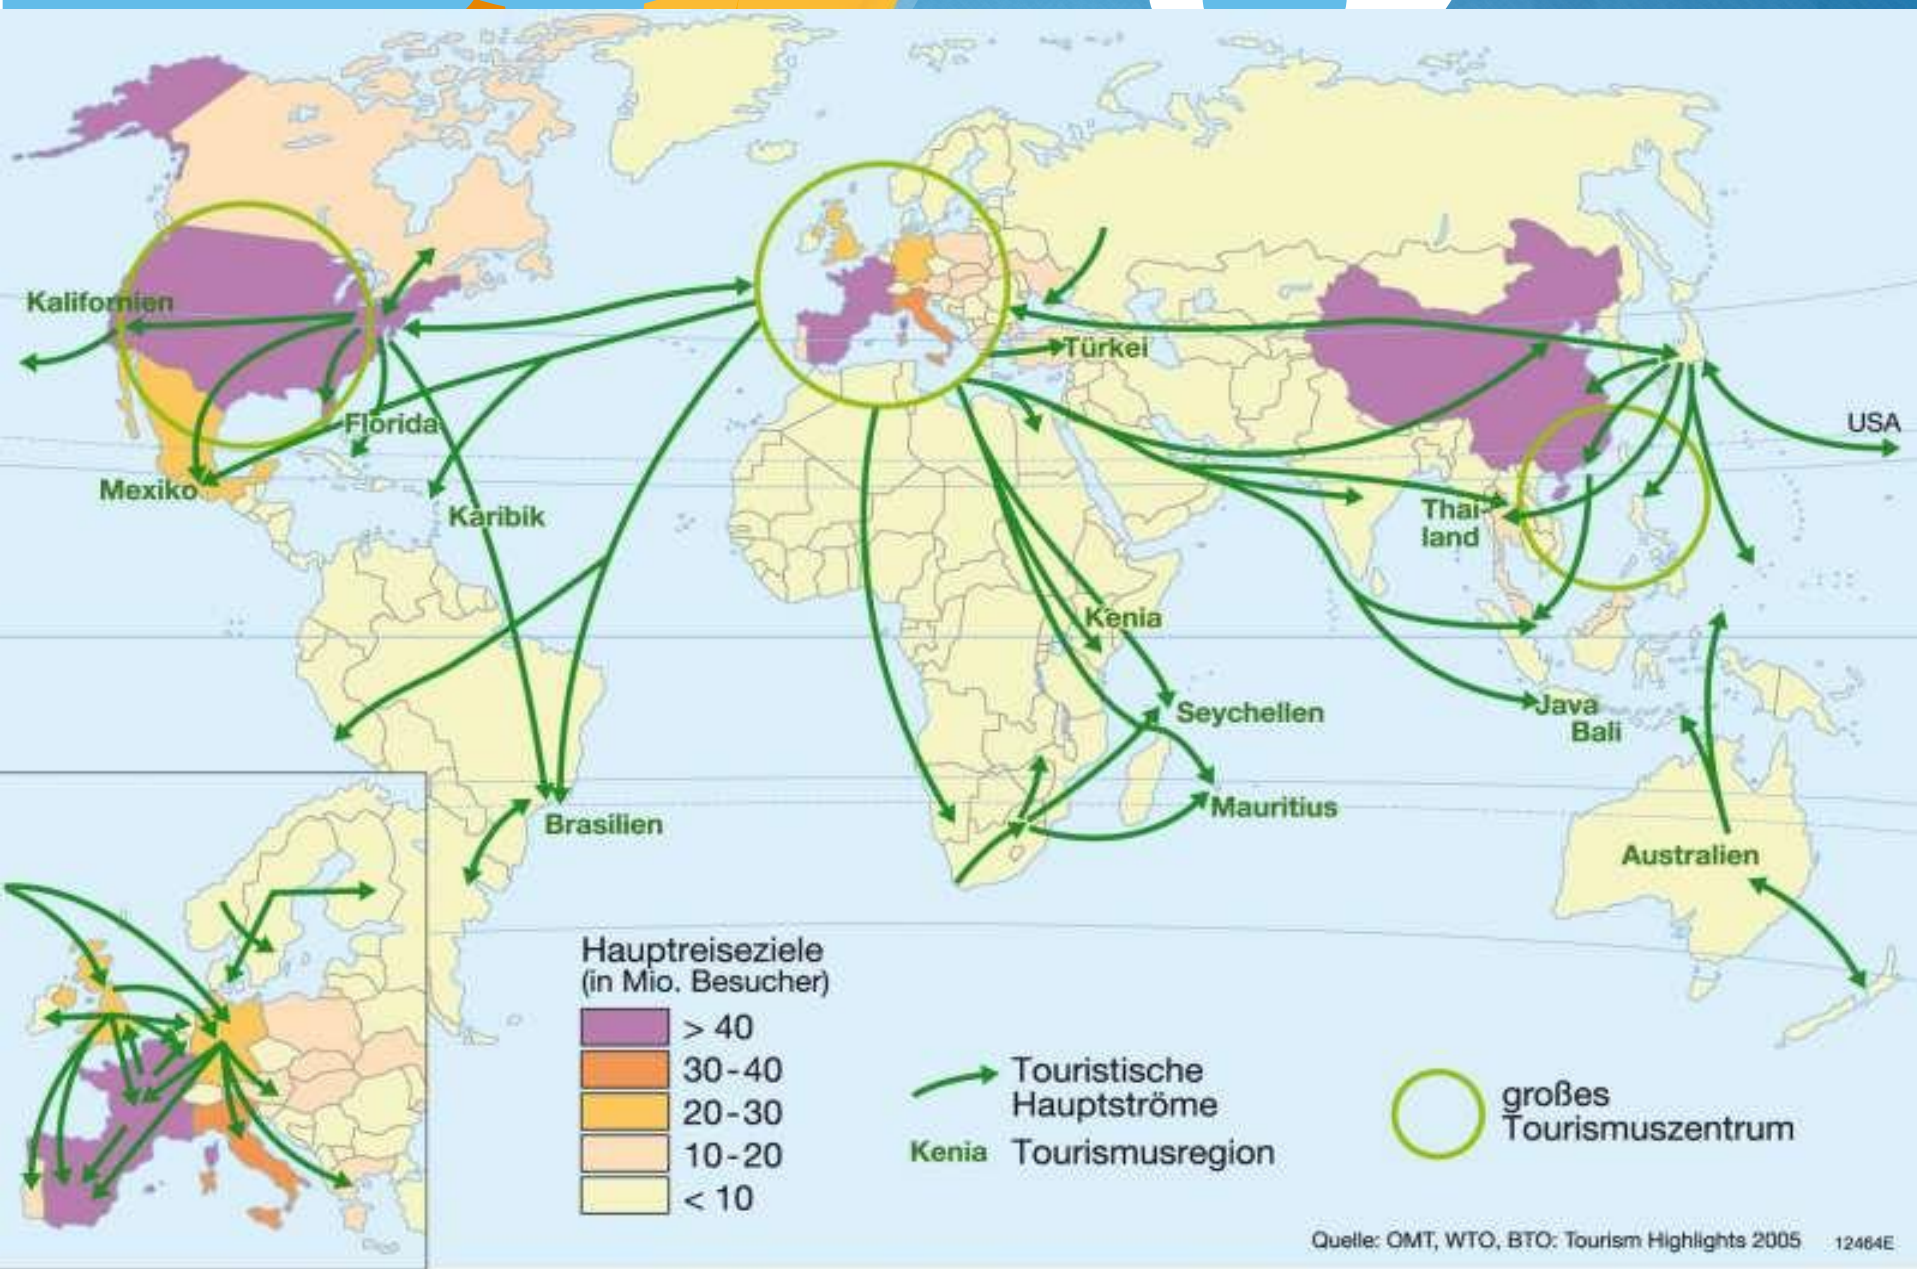 Kalifornien
Mexiko
Florida
Karibik
Brasilien
Türkei
Kenia
Seychellen
Mauritius
Thai-
land
Java
Bali
USA
Australien
Hauptreiseziele
(in Mio. Besucher)
> 40
30-40
20-30
10-20
< 10
Touristische
Hauptströme
Kenia Tourismusregion
großes
Tourismuszentrum
Quelle: OMT, WTO, BTO: Tourism Highlights 2005 12464E